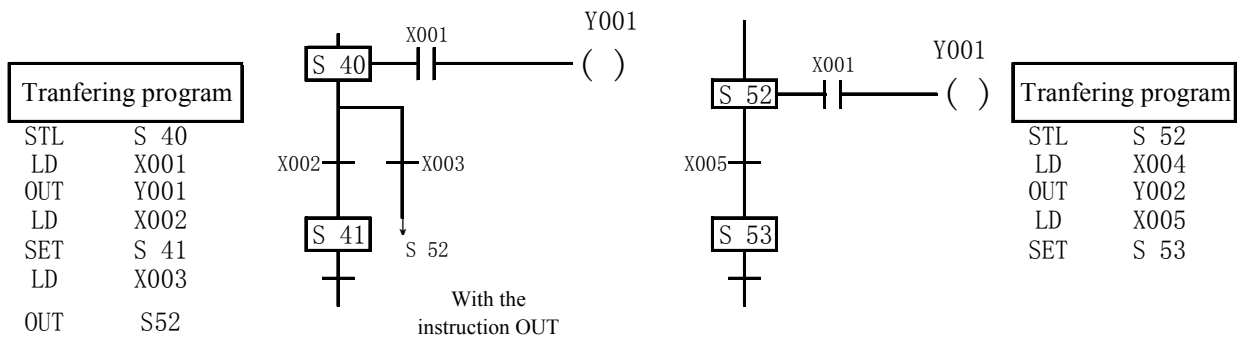 Tranfering program
STL S 40
LD X001
OUT Y001
LD X002
SET S 41
LD X003
OUT S52
X001
Y001
S 40
( )
X002
X003
S 41
S 52
With the
instruction OUT
X001
Y001
S 52
( )
X005
S 53
Tranfering program
STL S 52
LD X004
OUT Y002
LD X005
SET S 53